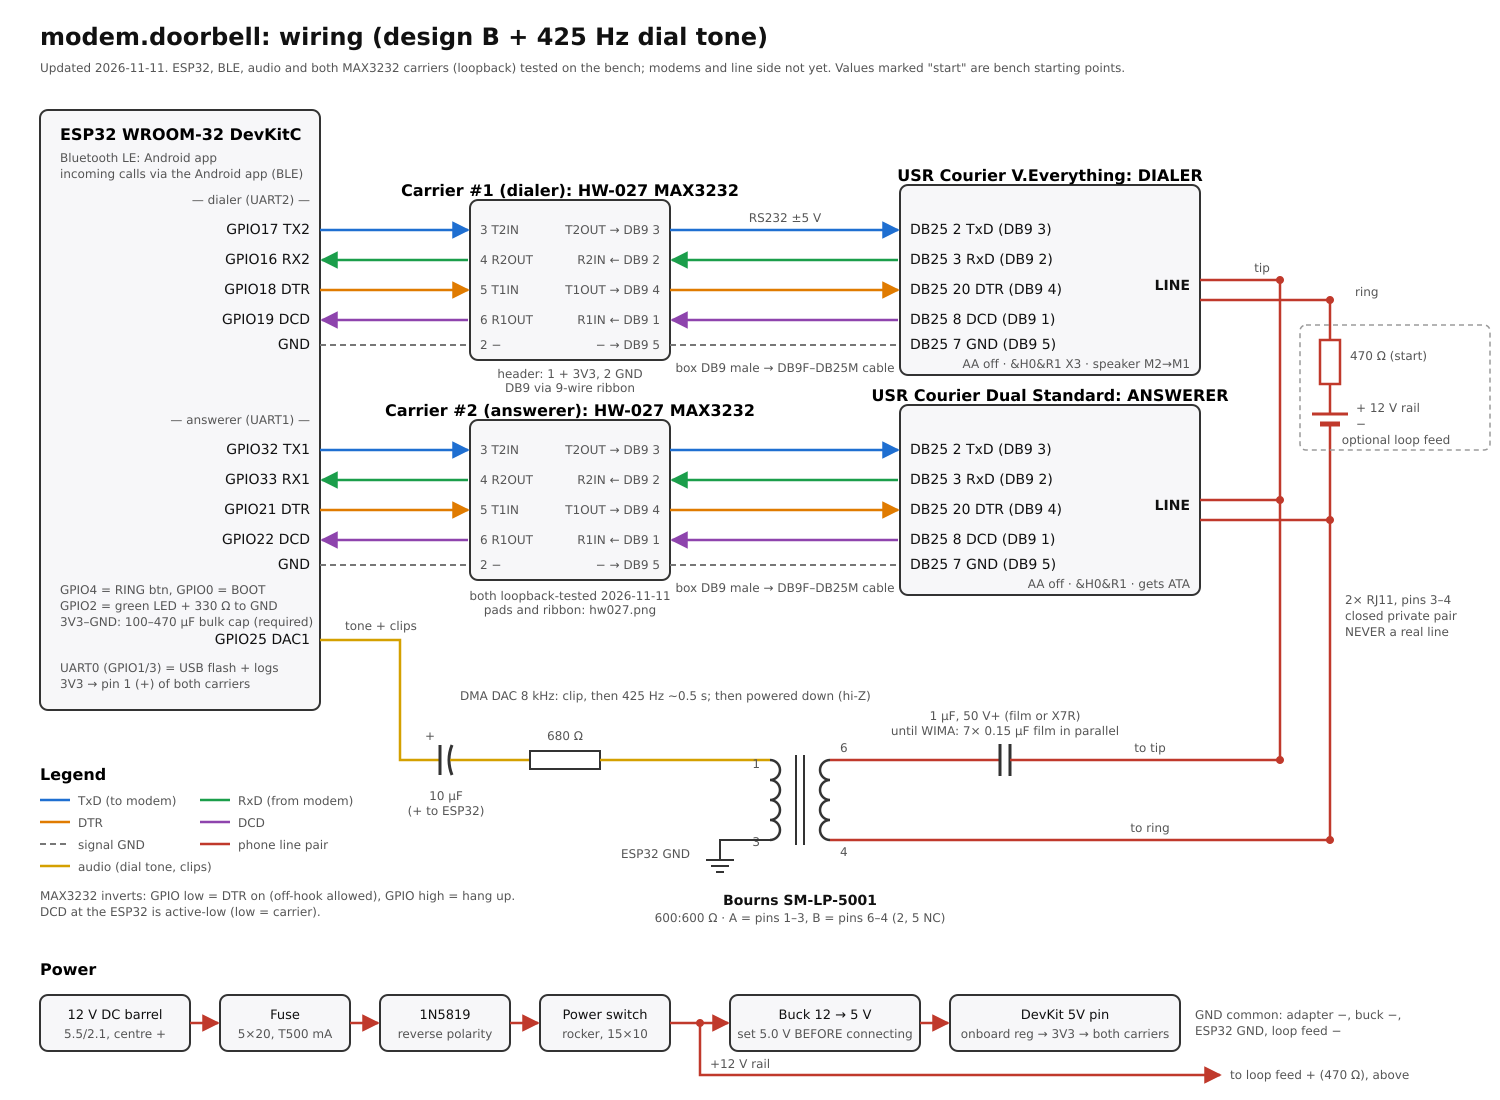 modem.doorbell: wiring (design B + 425 Hz dial tone)
Updated 2026-11-11. ESP32, BLE, audio and both MAX3232 carriers (loopback) tested on the bench; modems and line side not yet. Values marked "start" are bench starting points.
ESP32 WROOM-32 DevKitC
Bluetooth LE: Android app
incoming calls via the Android app (BLE)
— dialer (UART2) —
GPIO17 TX2
GPIO16 RX2
GPIO18 DTR
GPIO19 DCD
GND
— answerer (UART1) —
GPIO32 TX1
GPIO33 RX1
GPIO21 DTR
GPIO22 DCD
GND
GPIO4 = RING btn, GPIO0 = BOOT
GPIO2 = green LED + 330 Ω to GND
3V3–GND: 100–470 µF bulk cap (required)
GPIO25 DAC1
UART0 (GPIO1/3) = USB flash + logs
3V3 → pin 1 (+) of both carriers
Carrier #1 (dialer): HW-027 MAX3232
3 T2IN T2OUT → DB9 3
4 R2OUT R2IN ← DB9 2
5 T1IN T1OUT → DB9 4
6 R1OUT R1IN ← DB9 1
2 − − → DB9 5
header: 1 + 3V3, 2 GND
DB9 via 9-wire ribbon
RS232 ±5 V
box DB9 male → DB9F–DB25M cable
USR Courier V.Everything: DIALER
DB25 2 TxD (DB9 3)
DB25 3 RxD (DB9 2)
LINE
DB25 20 DTR (DB9 4)
DB25 8 DCD (DB9 1)
DB25 7 GND (DB9 5)
AA off · &H0&R1 X3 · speaker M2→M1
Carrier #2 (answerer): HW-027 MAX3232
3 T2IN T2OUT → DB9 3
4 R2OUT R2IN ← DB9 2
5 T1IN T1OUT → DB9 4
6 R1OUT R1IN ← DB9 1
2 − − → DB9 5
both loopback-tested 2026-11-11
pads and ribbon: hw027.png
box DB9 male → DB9F–DB25M cable
USR Courier Dual Standard: ANSWERER
DB25 2 TxD (DB9 3)
DB25 3 RxD (DB9 2)
LINE
DB25 20 DTR (DB9 4)
DB25 8 DCD (DB9 1)
DB25 7 GND (DB9 5)
AA off · &H0&R1 · gets ATA
tip
ring
470 Ω (start)
+ 12 V rail
−
optional loop feed
2× RJ11, pins 3–4
closed private pair
NEVER a real line
tone + clips
DMA DAC 8 kHz: clip, then 425 Hz ~0.5 s; then powered down (hi-Z)
+
10 µF
(+ to ESP32)
680 Ω
1
3
ESP32 GND
6
4
1 µF, 50 V+ (film or X7R)
until WIMA: 7× 0.15 µF film in parallel
to tip
to ring
Bourns SM-LP-5001
600:600 Ω · A = pins 1–3, B = pins 6–4 (2, 5 NC)
Legend
TxD (to modem) RxD (from modem)
DTR DCD
signal GND phone line pair
audio (dial tone, clips)
MAX3232 inverts: GPIO low = DTR on (off-hook allowed), GPIO high = hang up.
DCD at the ESP32 is active-low (low = carrier).
Power
12 V DC barrel
5.5/2.1, centre +
Fuse
5×20, T500 mA
1N5819
reverse polarity
Power switch
rocker, 15×10
Buck 12 → 5 V
set 5.0 V BEFORE connecting
DevKit 5V pin
onboard reg → 3V3 → both carriers
GND common: adapter −, buck −,
ESP32 GND, loop feed −
+12 V rail
to loop feed + (470 Ω), above